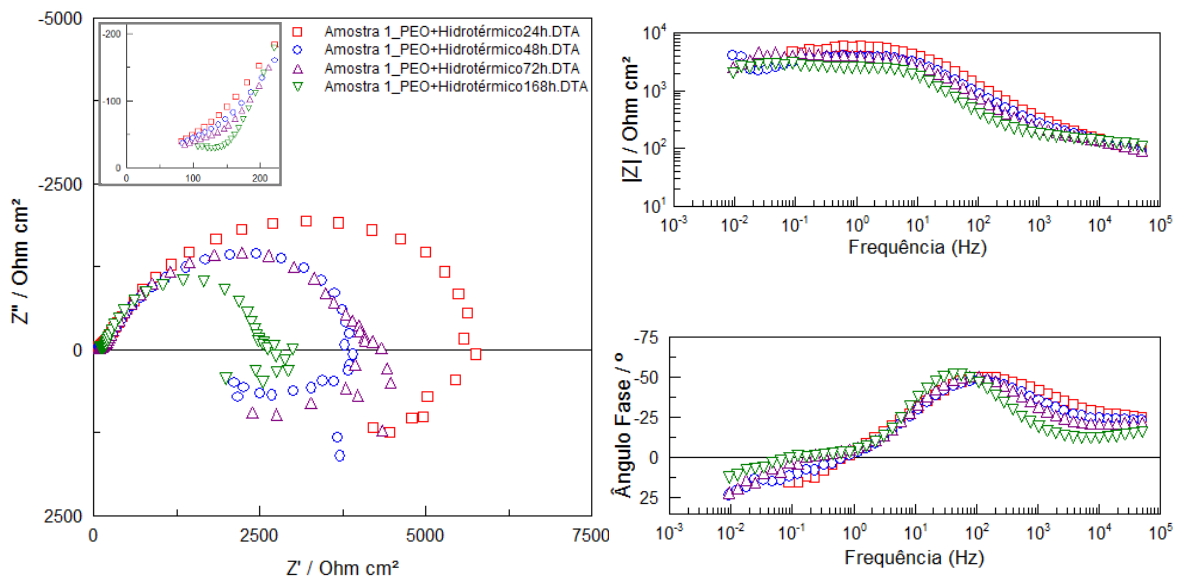 -5000
-2500
0
2500
0
2500
5000
7500
Z' / Ohm cm²
Z'' / Ohm cm²
-200
-100
0
0
100
200
Amostra 1_PEO+Hidrotérmico24h.DTA
Amostra 1_PEO+Hidrotérmico48h.DTA
Amostra 1_PEO+Hidrotérmico72h.DTA
Amostra 1_PEO+Hidrotérmico168h.DTA
10⁴
10³
10²
10¹
|Z| / Ohm cm²
10⁻³ 10⁻² 10⁻¹ 10⁰ 10¹ 10² 10³ 10⁴ 10⁵
Frequência (Hz)
-75
-50
-25
0
25
Ângulo Fase / º
10⁻³ 10⁻² 10⁻¹ 10⁰ 10¹ 10² 10³ 10⁴ 10⁵
Frequência (Hz)